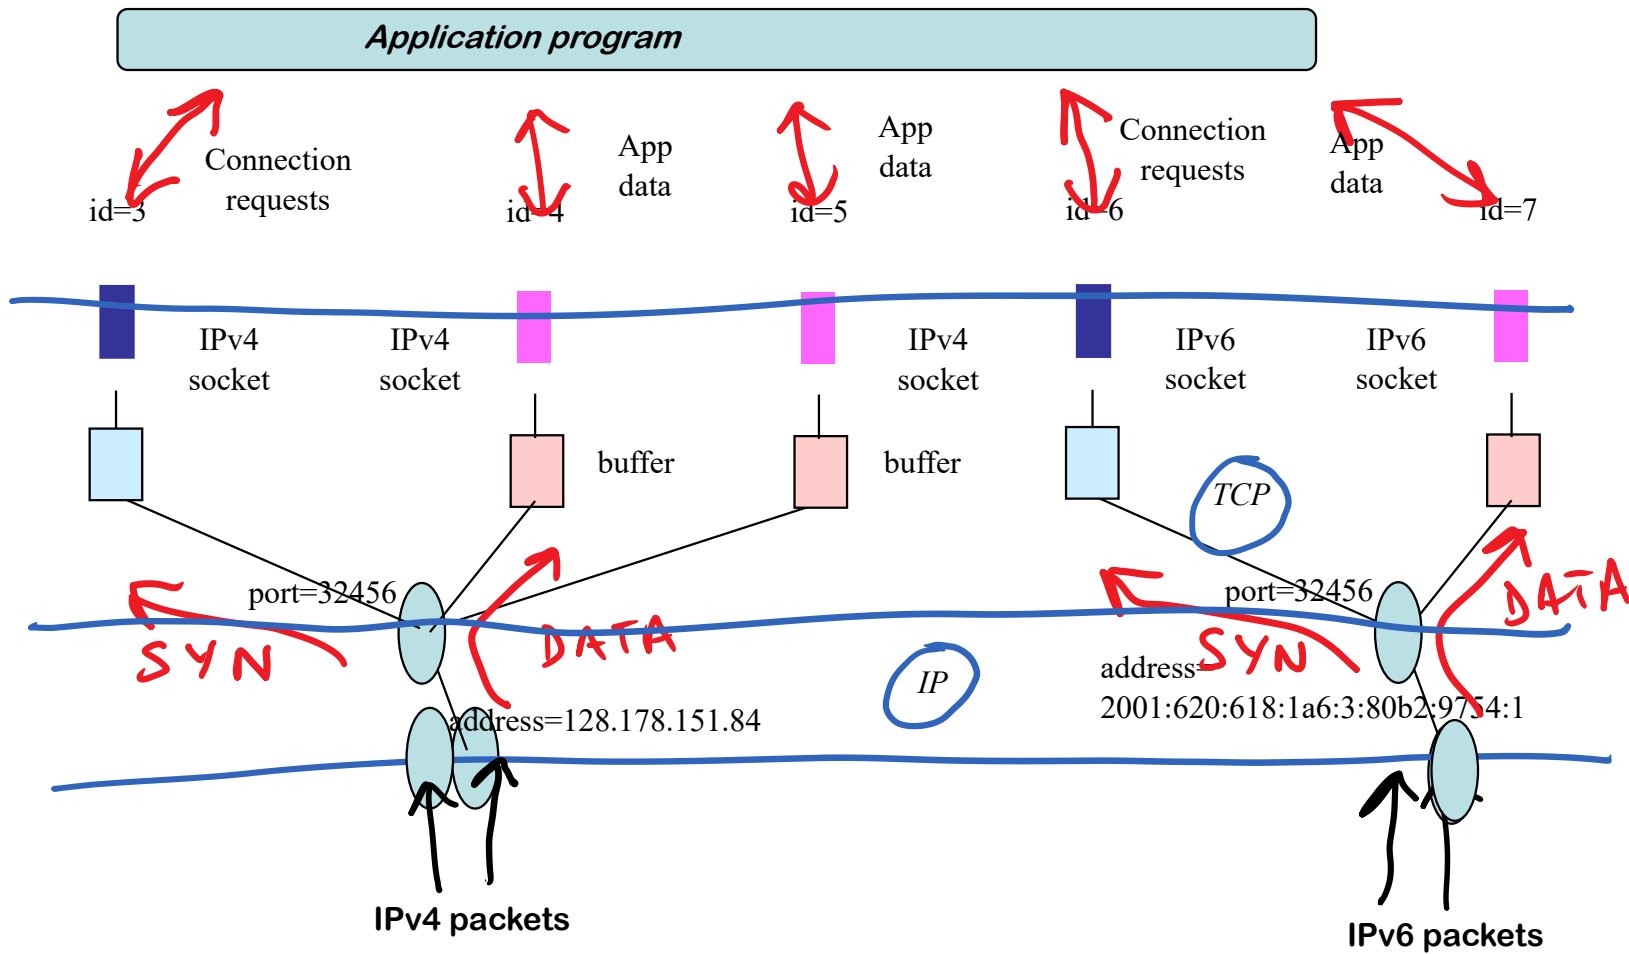 Application program
Connection
requests
App
data
App
data
Connection
requests
App
data
id=3
id=4
id=5
id=6
id=7
IPv4
socket
IPv4
socket
IPv4
socket
IPv6
socket
IPv6
socket
buffer
buffer
TCP
port=32456
port=32456
DATA
SYN
DATA
SYN
IP
address=
2001:620:618:1a6:3:80b2:9754:1
address=128.178.151.84
IPv4 packets
IPv6 packets